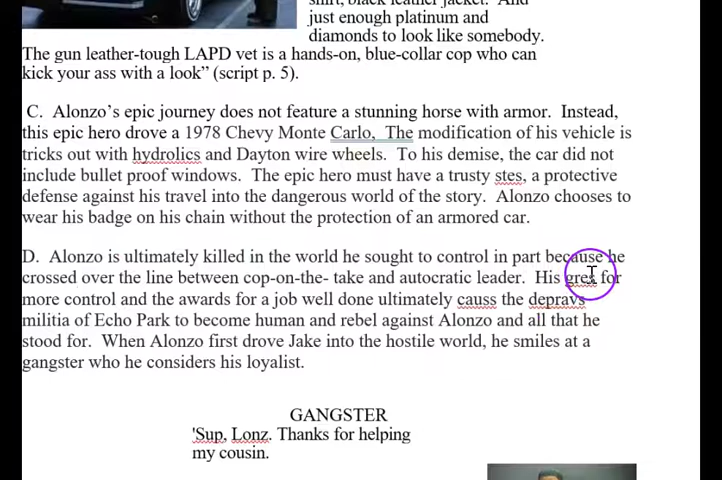 shirt, black leather jacket. And
just enough platinum and
diamonds to look like somebody.
The gun leather-tough LAPD vet is a hands-on, blue-collar cop who can
kick your ass with a look” (script p. 5).
C. Alonzo’s epic journey does not feature a stunning horse with armor. Instead,
this epic hero drove a 1978 Chevy Monte Carlo, The modification of his vehicle is
tricks out with hydrolics and Dayton wire wheels. To his demise, the car did not
include bullet proof windows. The epic hero must have a trusty stes, a protective
defense against his travel into the dangerous world of the story. Alonzo chooses to
wear his badge on his chain without the protection of an armored car.
D. Alonzo is ultimately killed in the world he sought to control in part because he
crossed over the line between cop-on-the- take and autocratic leader. His gres for
more control and the awards for a job well done ultimately causs the depravs
militia of Echo Park to become human and rebel against Alonzo and all that he
stood for. When Alonzo first drove Jake into the hostile world, he smiles at a
gangster who he considers his loyalist.
GANGSTER
'Sup, Lonz. Thanks for helping
my cousin.